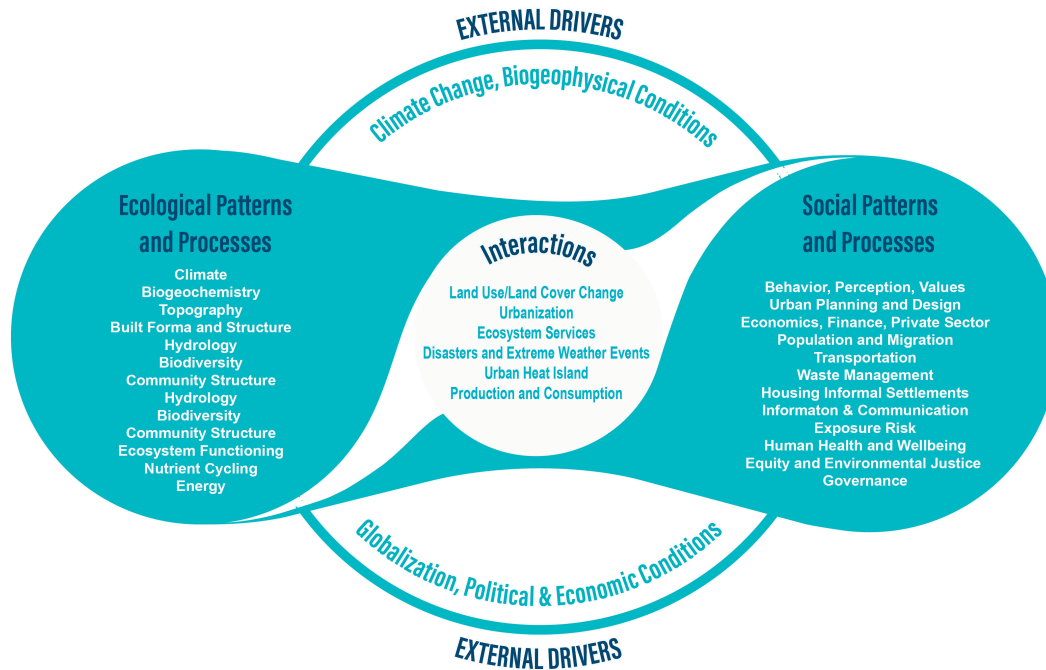 EXTERNAL DRIVERS
Climate Change, Biogeophysical Conditions
Ecological Patterns
and Processes
Climate
Biogeochemistry
Topography
Built Forma and Structure
Hydrology
Biodiversity
Community Structure
Hydrology
Biodiversity
Community Structure
Ecosystem Functioning
Nutrient Cycling
Energy
Interactions
Land Use/Land Cover Change
Urbanization
Ecosystem Services
Disasters and Extreme Weather Events
Urban Heat Island
Production and Consumption
Social Patterns
and Processes
Behavior, Perception, Values
Urban Planning and Design
Economics, Finance, Private Sector
Population and Migration
Transportation
Waste Management
Housing Informal Settlements
Informaton & Communication
Exposure Risk
Human Health and Wellbeing
Equity and Environmental Justice
Governance
Globalization, Political & Economic Conditions
EXTERNAL DRIVERS